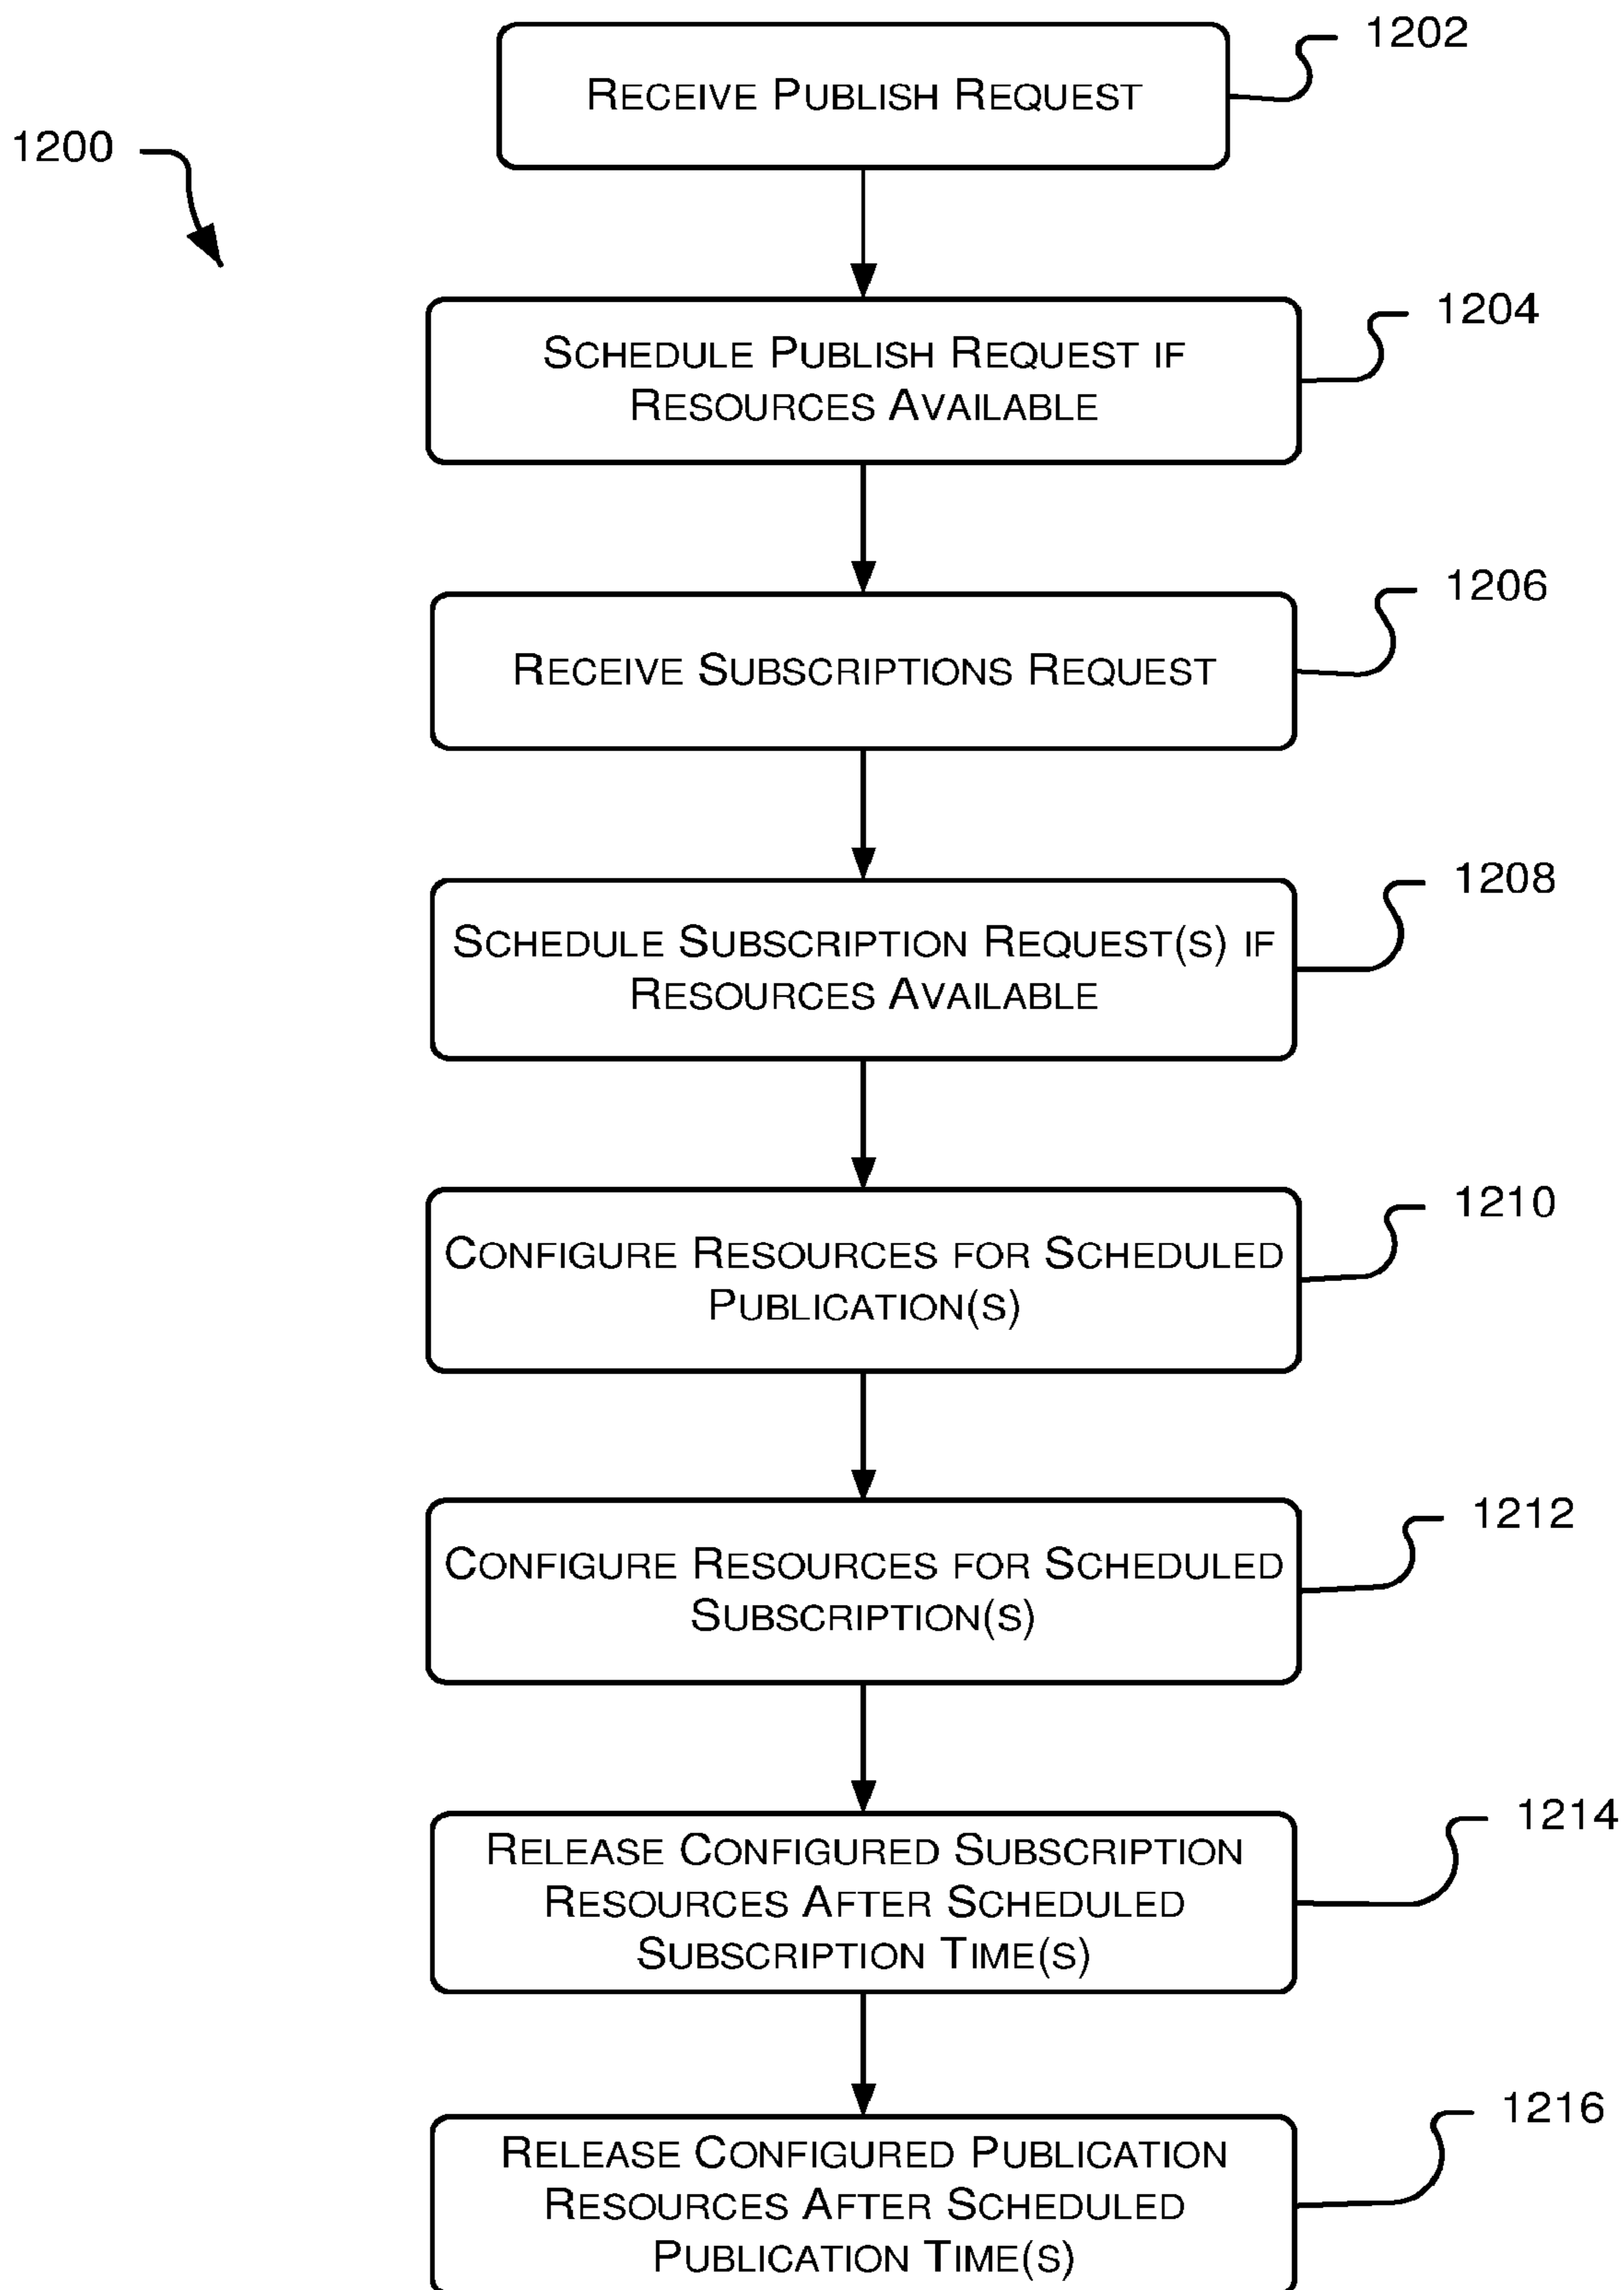 1202
RECEIVE PUBLISH REQUEST
1200
1204
SCHEDULE PUBLISH REQUEST IF
RESOURCES AVAILABLE
1206
RECEIVE SUBSCRIPTIONS REQUEST
1208
SCHEDULE SUBSCRIPTION REQUEST(S) IF
RESOURCES AVAILABLE
1210
CONFIGURE RESOURCES FOR SCHEDULED
PUBLICATION(S)
1212
CONFIGURE RESOURCES FOR SCHEDULED
SUBSCRIPTION(S)
1214
RELEASE CONFIGURED SUBSCRIPTION
RESOURCES AFTER SCHEDULED
SUBSCRIPTION TIME(S)
1216
RELEASE CONFIGURED PUBLICATION
RESOURCES AFTER SCHEDULED
PUBLICATION TIME(S)